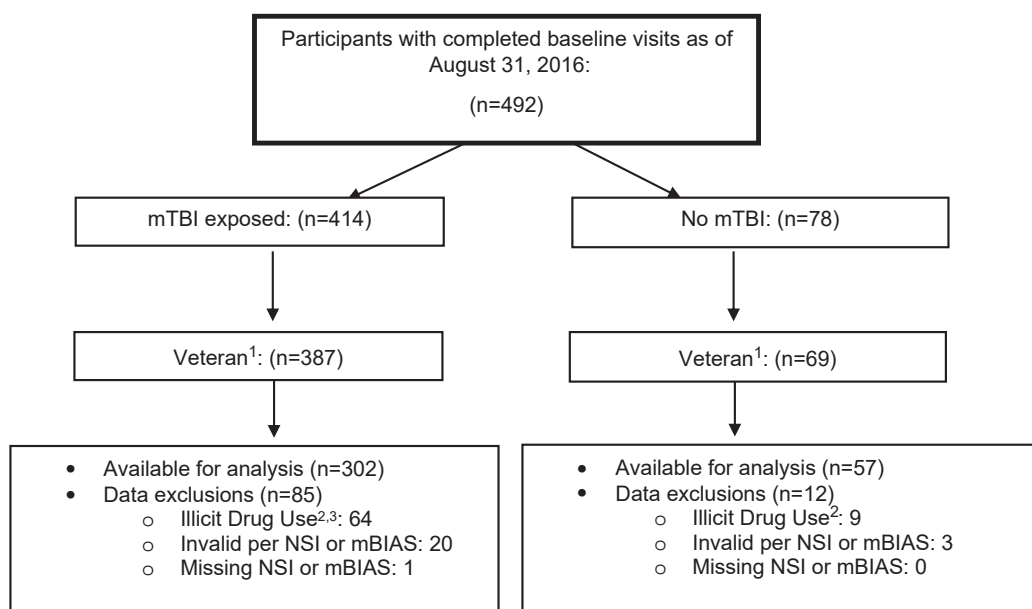 Participants with completed baseline visits as of
August 31, 2016:
(n=492)
mTBI exposed: (n=414)
No mTBI: (n=78)
Veteran¹: (n=387)
Veteran¹: (n=69)
• Available for analysis (n=302)
• Data exclusions (n=85)
o Illicit Drug Use²,³: 64
o Invalid per NSI or mBIAS: 20
o Missing NSI or mBIAS: 1
• Available for analysis (n=57)
• Data exclusions (n=12)
o Illicit Drug Use²: 9
o Invalid per NSI or mBIAS: 3
o Missing NSI or mBIAS: 0